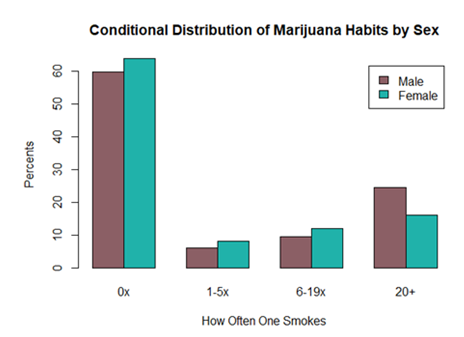 Conditional Distribution of Marijuana Habits by Sex
Male
Female
Percents
60
50
40
30
20
10
0
0x
1-5x
6-19x
20+
How Often One Smokes